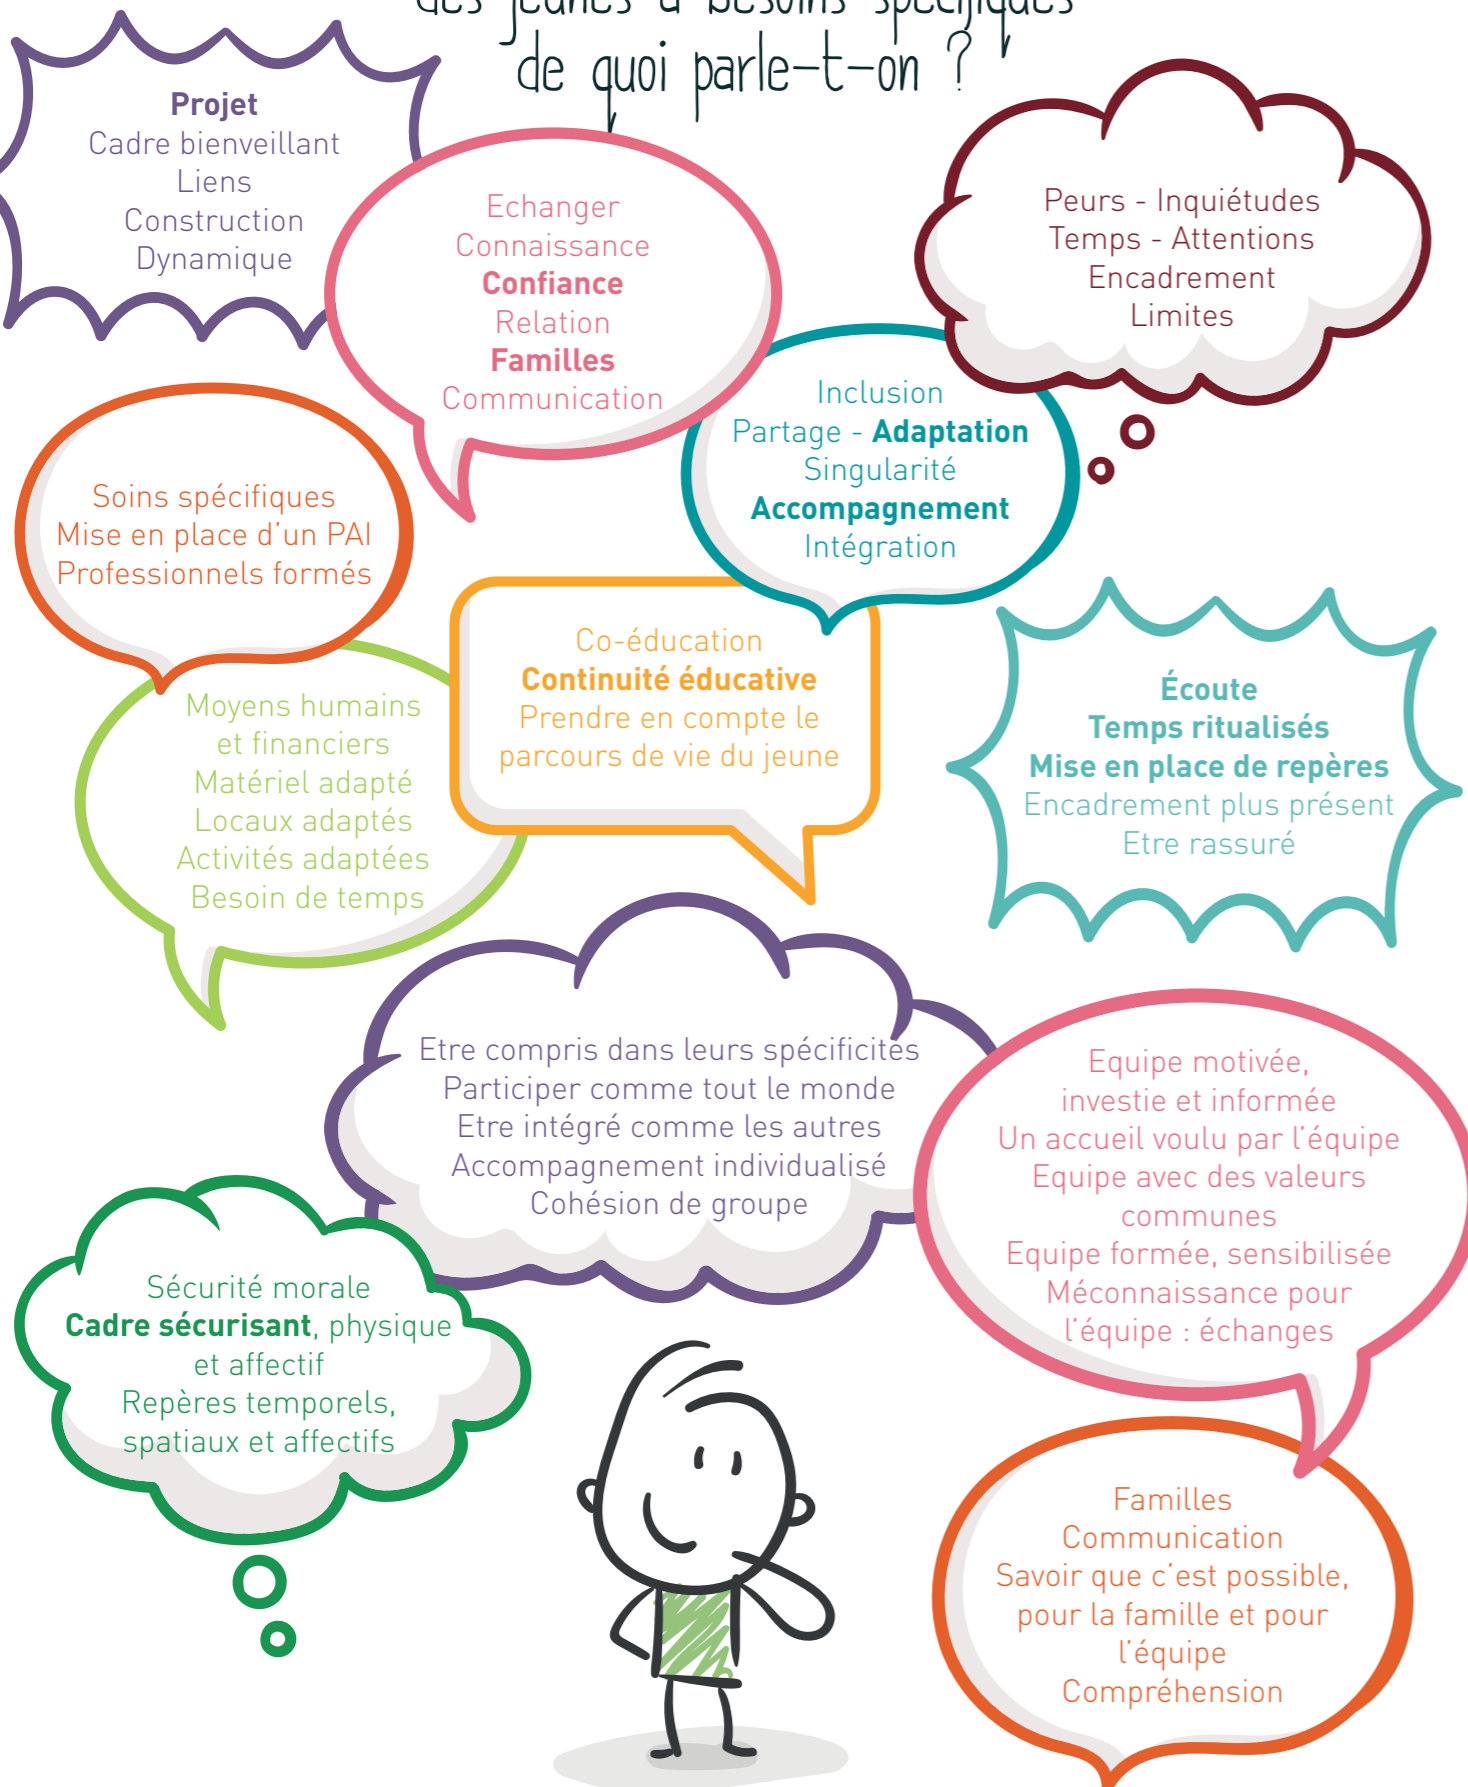 des jeunes à besoins spécifiques
de quoi parle-t-on ?
Projet
Cadre bienveillant
Liens
Construction
Dynamique
Echanger
Connaissance
Confiance
Relation
Familles
Communication
Peurs - Inquiétudes
Temps - Attentions
Encadrement
Limites
Inclusion
Partage - Adaptation
Singularité
Accompagnement
Intégration
Soins spécifiques
Mise en place d'un PAI
Professionnels formés
Co-éducation
Continuité éducative
Prendre en compte le
parcours de vie du jeune
Écoute
Temps ritualisés
Mise en place de repères
Encadrement plus présent
Etre rassuré
Moyens humains
et financiers
Matériel adapté
Locaux adaptés
Activités adaptées
Besoin de temps
Etre compris dans leurs spécificités
Participer comme tout le monde
Etre intégré comme les autres
Accompagnement individualisé
Cohésion de groupe
Equipe motivée,
investie et informée
Un accueil voulu par l'équipe
Equipe avec des valeurs
communes
Equipe formée, sensibilisée
Méconnaissance pour
l'équipe : échanges
Sécurité morale
Cadre sécurisant, physique
et affectif
Repères temporels,
spatiaux et affectifs
Familles
Communication
Savoir que c'est possible,
pour la famille et pour
l'équipe
Compréhension